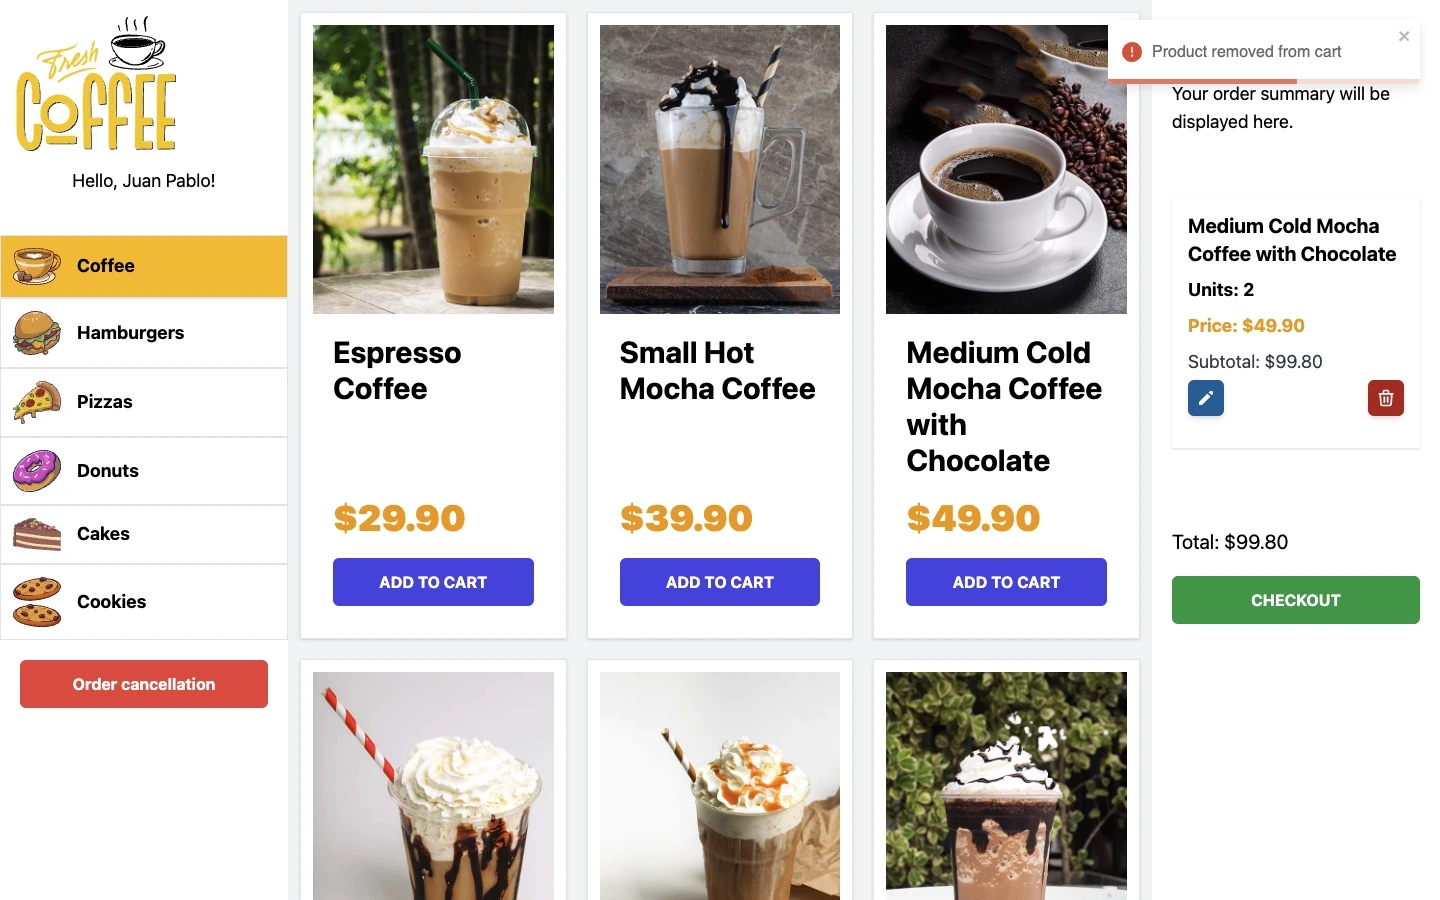 Fresh
COFFEE
Hello, Juan Pablo!
Coffee
Hamburgers
Pizzas
Donuts
Cakes
Cookies
Order cancellation
Espresso
Coffee
$29.90
ADD TO CART
Small Hot
Mocha Coffee
$39.90
ADD TO CART
Medium Cold
Mocha Coffee
with
Chocolate
$49.90
ADD TO CART
Product removed from cart
Your order summary will be
displayed here.
Medium Cold Mocha
Coffee with Chocolate
Units: 2
Price: $49.90
Subtotal: $99.80
Total: $99.80
CHECKOUT